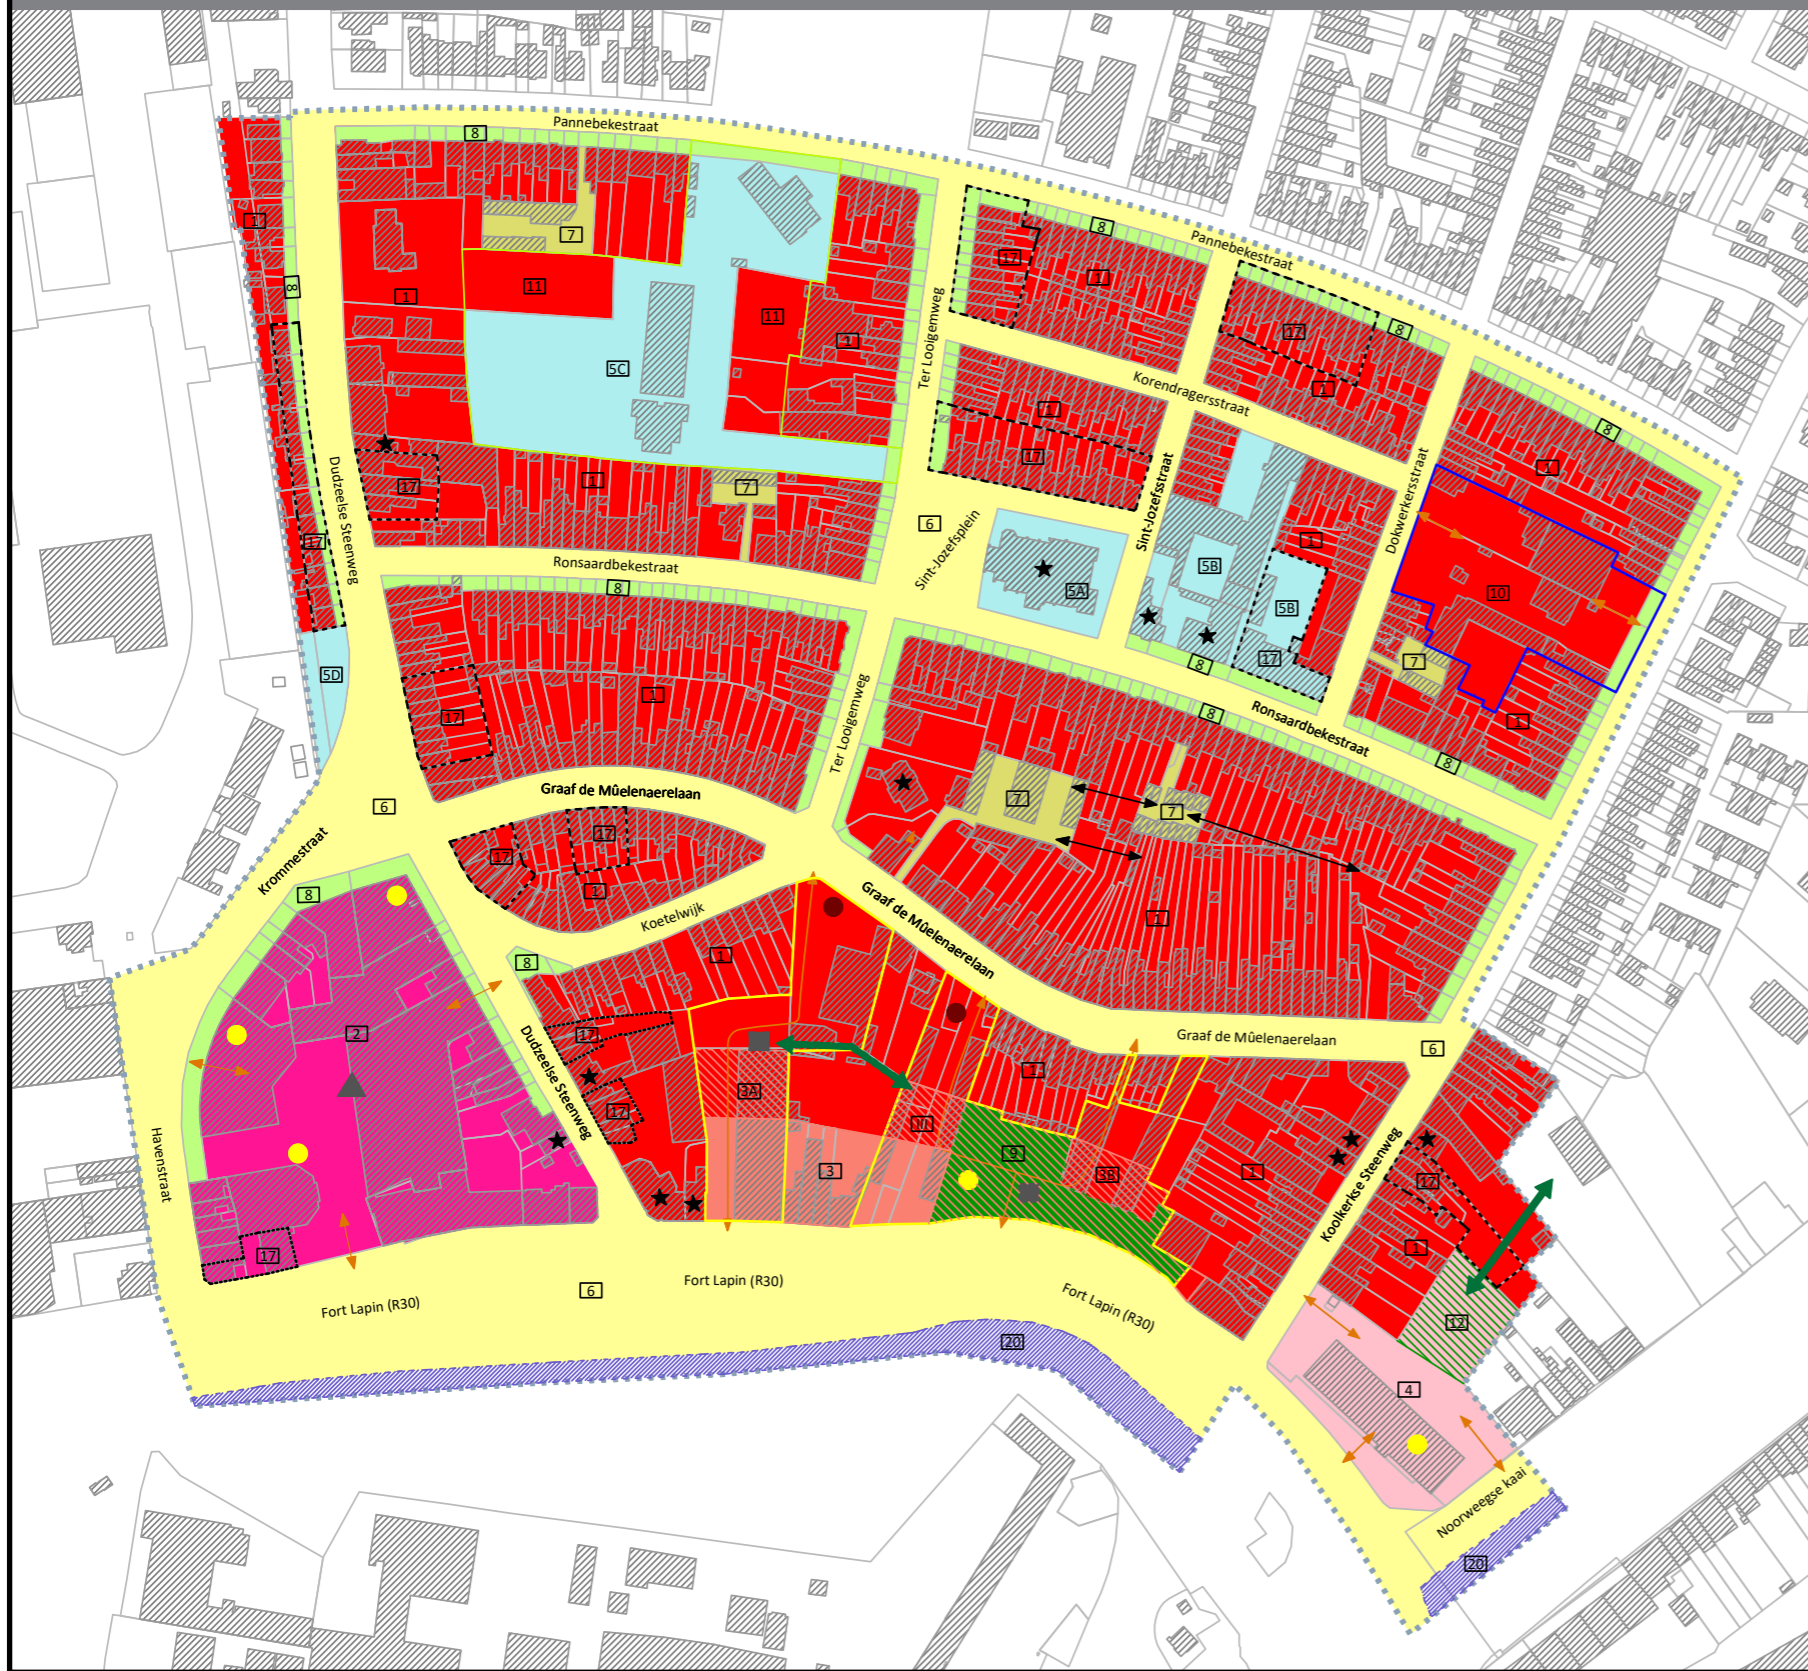 Pannebekestraat
8
1
7
8
11
1
5C
11
1
Ter Looigemweg
17
8
1
Pannebekestraat
17
8
1
Korendragersstraat
1
17
8
1
17
1
7
Dudzeelse Steenweg
17
Ronsaardbekestraat
8
6
Sint-Jozefsplein
5A
Sint-Jozefsstraat
5B
1
5B
17
8
Dokwerkersstraat
10
7
1
8
5D
17
1
Ter Looigemweg
8
Ronsaardbekestraat
6
Graaf de Mûelenaerelaan
7
7
Krommestraat
17
17
1
Koetelwijk
8
Graaf de Mûelenaerelaan
1
8
1
2
17
Dudzeelse Steenweg
17
3A
11
3
1
9
3B
Graaf de Mûelenaerelaan
6
1
Koolkerkse Steenweg
17
1
12
Havenstraat
17
Fort Lapin (R30)
6
Fort Lapin (R30)
Fort Lapin (R30)
20
4
Noorweegse kaai
20